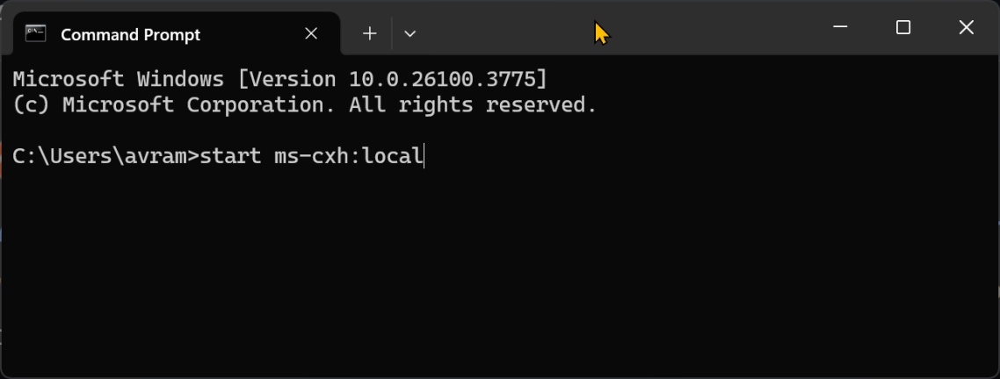 Command Prompt
Microsoft Windows [Version 10.0.26100.3775]
(c) Microsoft Corporation. All rights reserved.
C:\Users\avram>start ms-cxh:local